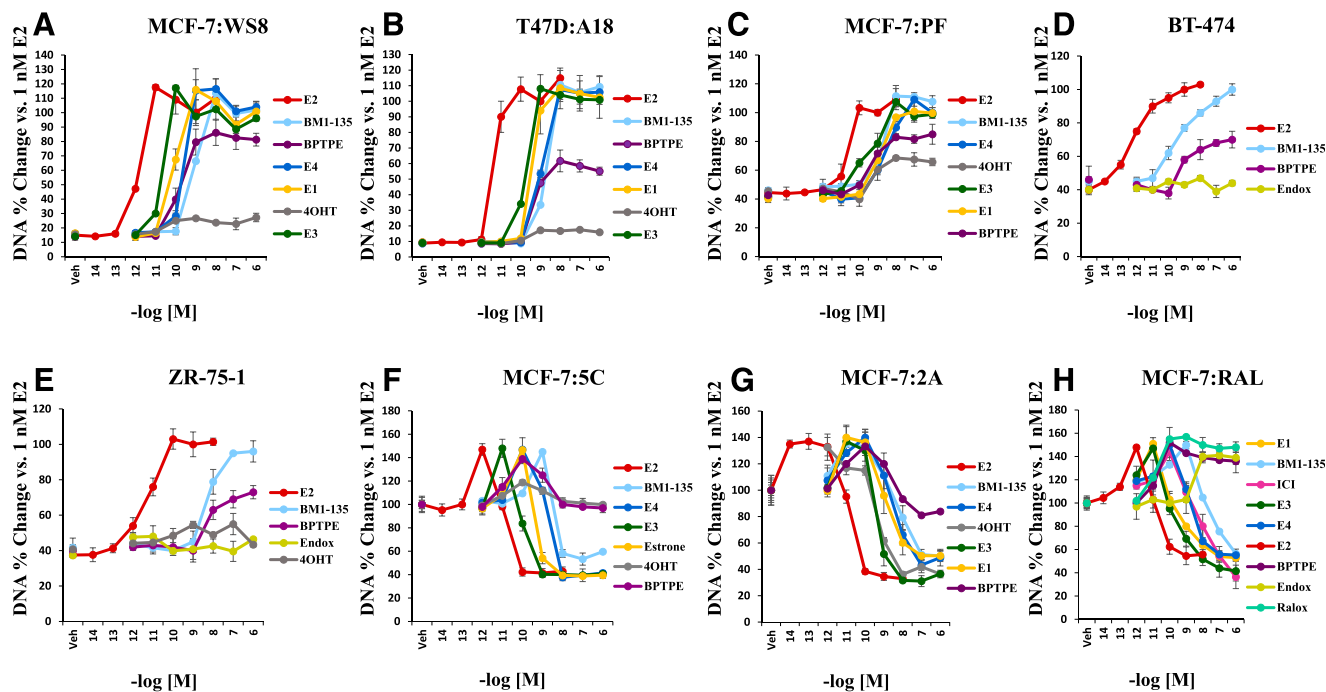 A
MCF-7:WS8
DNA % Change vs. 1 nM E2
140
130
120
110
100
90
80
70
60
50
40
30
20
10
0
Veh 14 13 12 11 10 9 8 7 6
-log [M]
E2
BM1-135
BPTPE
E4
E1
4OHT
E3
B
T47D:A18
DNA % Change vs. 1 nM E2
130
120
110
100
90
80
70
60
50
40
30
20
10
0
Veh 14 13 12 11 10 9 8 7 6
-log [M]
E2
BM1-135
BPTPE
E4
E1
4OHT
E3
C
MCF-7:PF
DNA % Change vs. 1 nM E2
140
120
100
80
60
40
20
0
Veh 14 13 12 11 10 9 8 7 6
-log [M]
E2
BM1-135
E4
4OHT
E3
E1
BPTPE
D
BT-474
DNA % Change vs. 1 nM E2
120
100
80
60
40
20
0
Veh 14 13 12 11 10 9 8 7 6
-log [M]
E2
BM1-135
BPTPE
Endox
E
ZR-75-1
DNA % Change vs. 1 nM E2
120
100
80
60
40
20
0
Veh 14 13 12 11 10 9 8 7 6
-log [M]
E2
BM1-135
BPTPE
Endox
4OHT
F
MCF-7:5C
DNA % Change vs. 1 nM E2
180
160
140
120
100
80
60
40
20
0
Veh 14 13 12 11 10 9 8 7 6
-log [M]
E2
BM1-135
E4
E3
Estrone
4OHT
BPTPE
G
MCF-7:2A
DNA % Change vs. 1 nM E2
160
140
120
100
80
60
40
20
0
Veh 14 13 12 11 10 9 8 7 6
-log [M]
E2
BM1-135
E4
4OHT
E3
E1
BPTPE
H
MCF-7:RAL
DNA % Change vs. 1 nM E2
180
160
140
120
100
80
60
40
20
0
Veh 14 13 12 11 10 9 8 7 6
-log [M]
E1
BM1-135
ICI
E3
E4
E2
BPTPE
Endox
Ralox